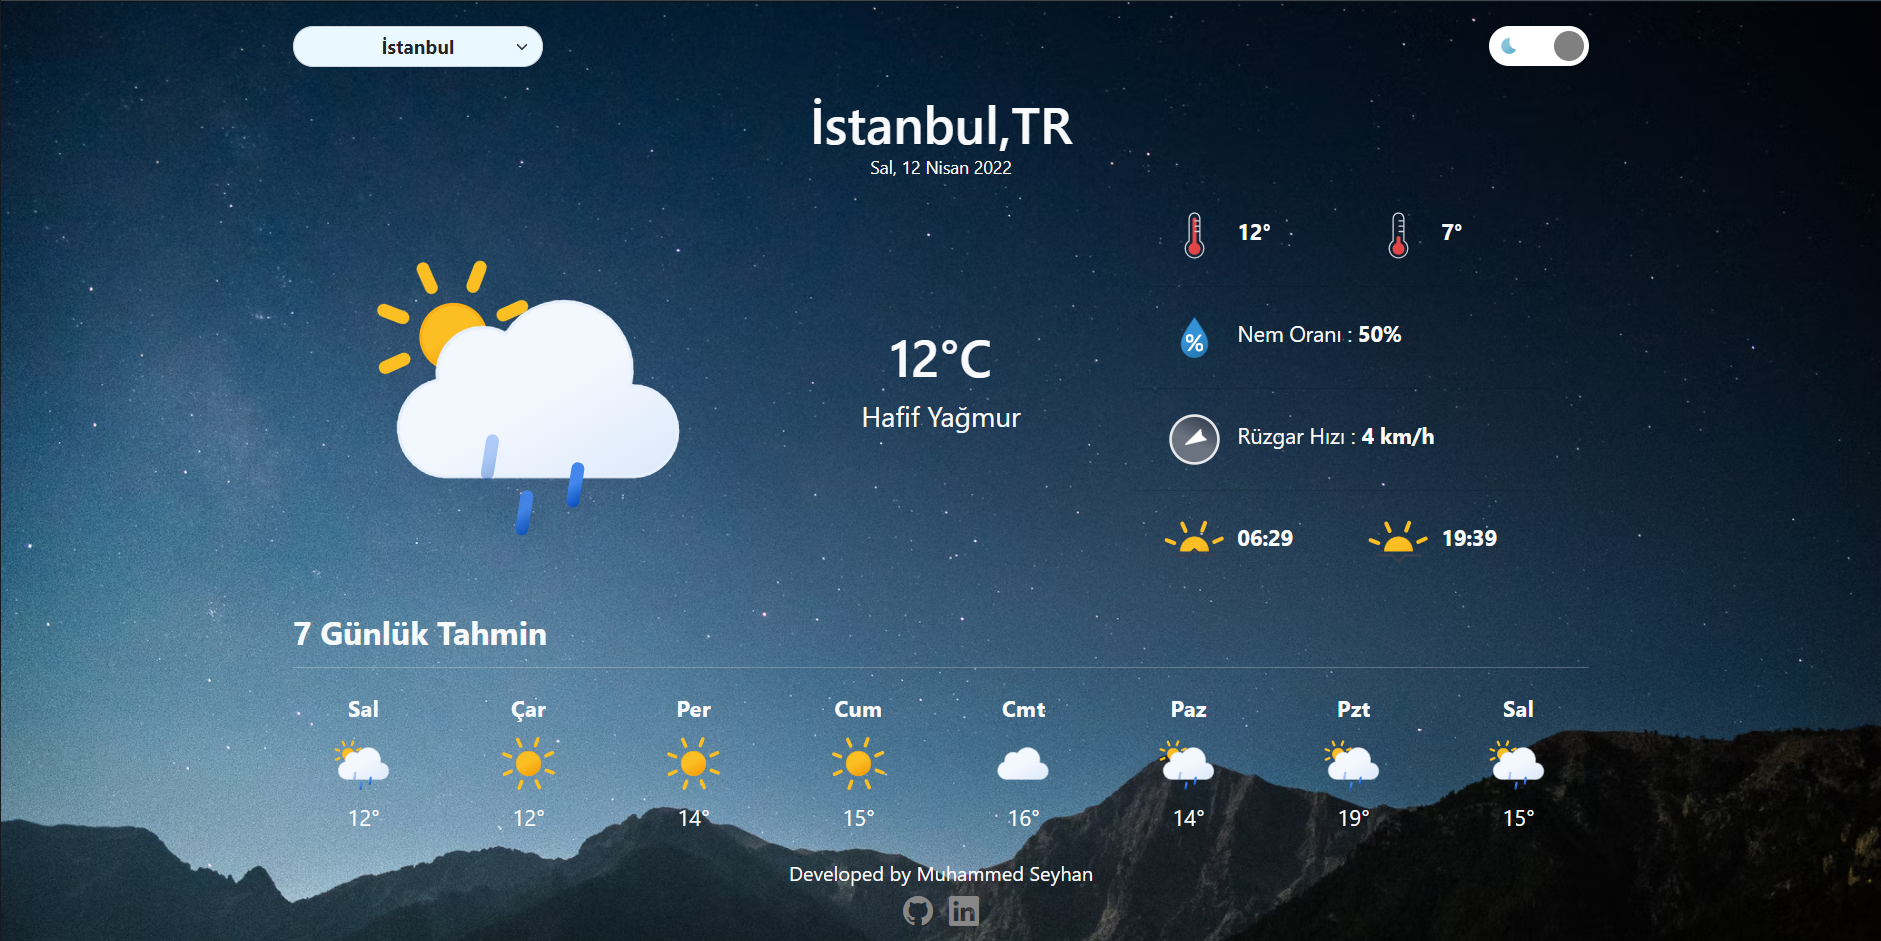 İstanbul
İstanbul,TR
Sal, 12 Nisan 2022
12° 7°
%
Nem Oranı : 50%
12°C
Hafif Yağmur
Rüzgar Hızı : 4 km/h
06:29 19:39
7 Günlük Tahmin
Sal Çar Per Cum Cmt Paz Pzt Sal
12° 12° 14° 15° 16° 14° 19° 15°
Developed by Muhammed Seyhan
in